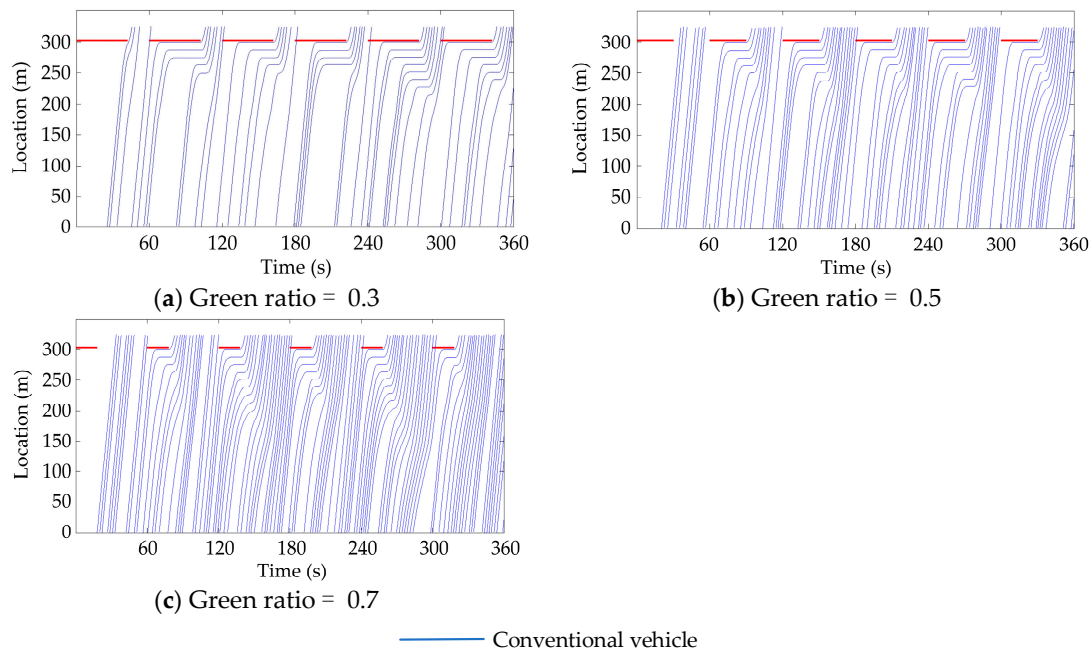 Location (m)
300
250
200
150
100
50
0
60 120 180 240 300 360
Time (s)
(a) Green ratio = 0.3
Location (m)
300
250
200
150
100
50
0
60 120 180 240 300 360
Time (s)
(b) Green ratio = 0.5
Location (m)
300
250
200
150
100
50
0
60 120 180 240 300 360
Time (s)
(c) Green ratio = 0.7
Conventional vehicle